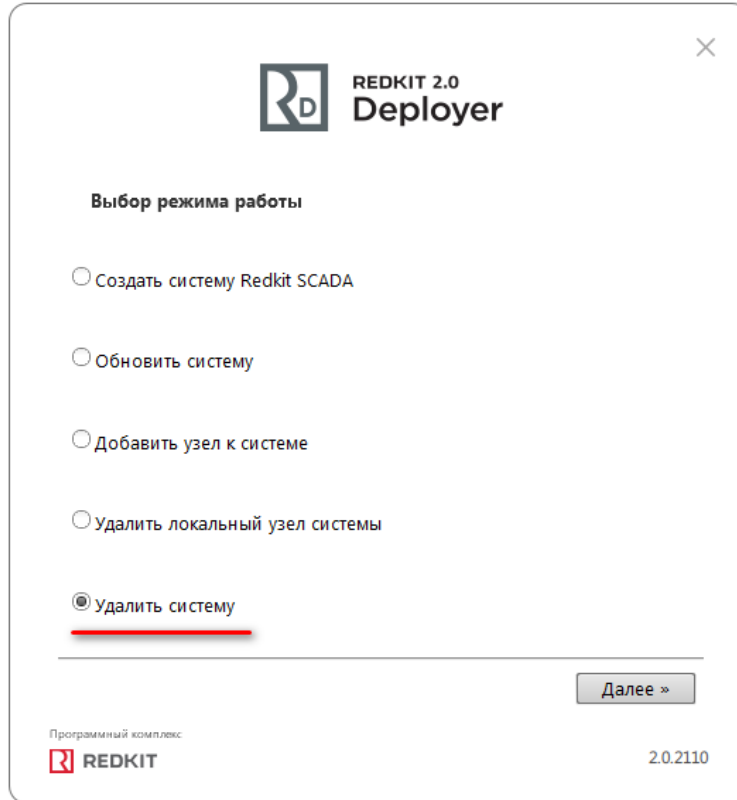 REDKIT 2.0
Deployer
Выбор режима работы
Создать систему Redkit SCADA
Обновить систему
Добавить узел к системе
Удалить локальный узел системы
Удалить систему
Далее »
Программный комплекс
REDKIT
2.0.2110